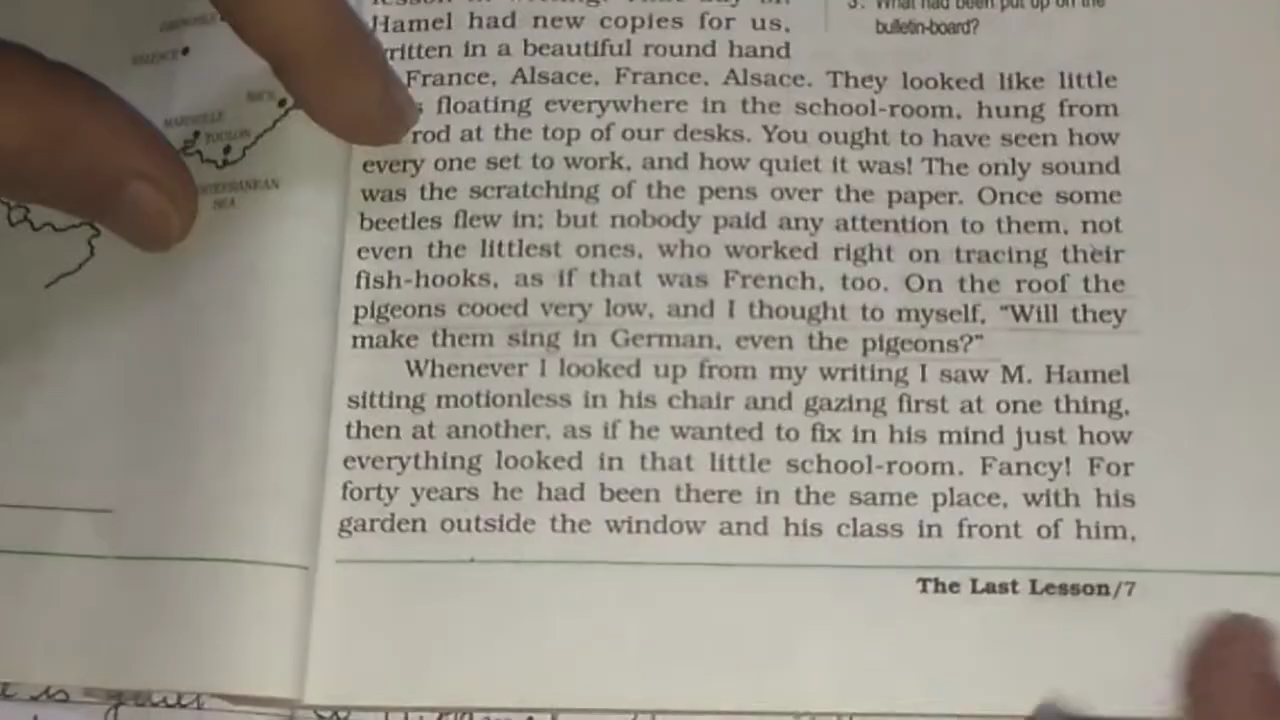 VALENCE
NICE
MARSEILLE
TOULON
SEA
Hamel had new copies for us,
written in a beautiful round hand
France, Alsace, France, Alsace. They looked like little
floating everywhere in the school-room, hung from
rod at the top of our desks. You ought to have seen how
every one set to work, and how quiet it was! The only sound
was the scratching of the pens over the paper. Once some
beetles flew in; but nobody paid any attention to them, not
even the littlest ones, who worked right on tracing their
fish-hooks, as if that was French, too. On the roof the
pigeons cooed very low, and I thought to myself, “Will they
make them sing in German, even the pigeons?”
Whenever I looked up from my writing I saw M. Hamel
sitting motionless in his chair and gazing first at one thing,
then at another, as if he wanted to fix in his mind just how
everything looked in that little school-room. Fancy! For
forty years he had been there in the same place, with his
garden outside the window and his class in front of him,
3. What had been put up on the
bulletin-board?
The Last Lesson/7
is your